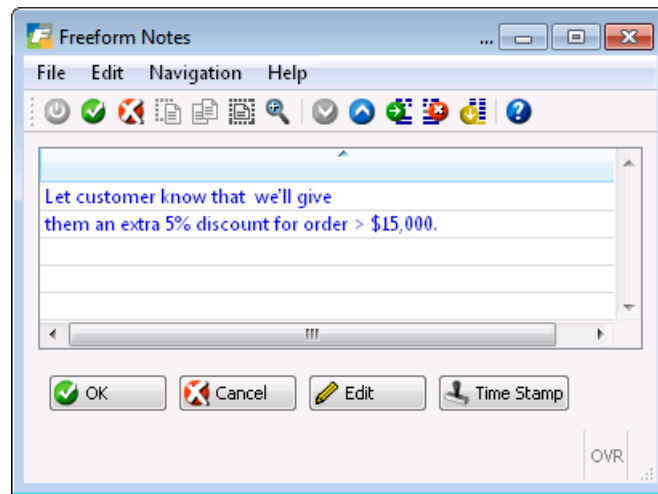 Freeform Notes ...
File Edit Navigation Help
Let customer know that  we'll give
them an extra 5% discount for order > $15,000.
OK Cancel Edit Time Stamp
OVR